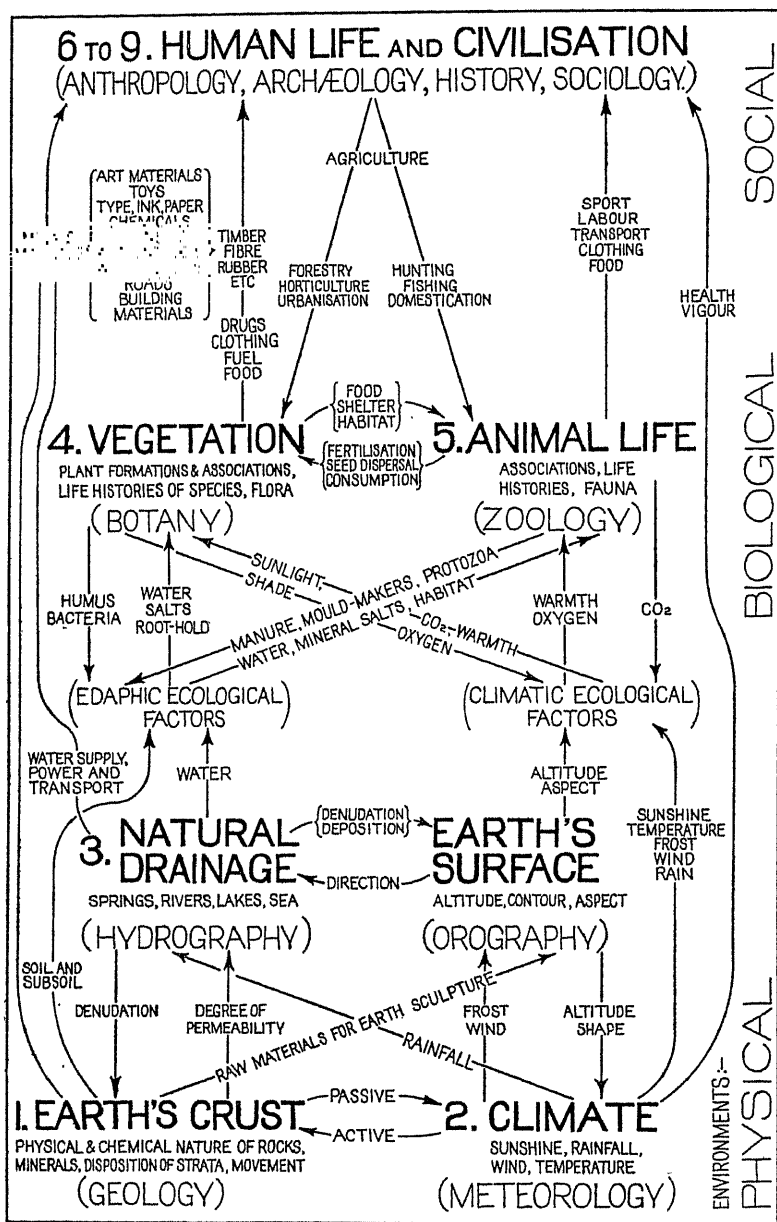 6 TO 9. HUMAN LIFE AND CIVILISATION
(ANTHROPOLOGY, ARCHÆOLOGY, HISTORY, SOCIOLOGY.)
SOCIAL
AGRICULTURE
ART MATERIALS
TOYS
TYPE, INK, PAPER
CHEMICALS
ROADS
BUILDING
MATERIALS
TIMBER
FIBRE
RUBBER
ETC
DRUGS
CLOTHING
FUEL
FOOD
FORESTRY
HORTICULTURE
URBANISATION
HUNTING
FISHING
DOMESTICATION
SPORT
LABOUR
TRANSPORT
CLOTHING
FOOD
HEALTH
VIGOUR
BIOLOGICAL
4. VEGETATION
PLANT FORMATIONS & ASSOCIATIONS,
LIFE HISTORIES OF SPECIES, FLORA
(BOTANY)
{FOOD
SHELTER
HABITAT}
{FERTILISATION
SEED DISPERSAL
CONSUMPTION}
5. ANIMAL LIFE
ASSOCIATIONS, LIFE
HISTORIES, FAUNA
(ZOOLOGY)
HUMUS
BACTERIA
WATER
SALTS
ROOT-HOLD
SUNLIGHT,
CO₂, WARMTH
SHADE
OXYGEN
MANURE, MOULD-MAKERS, PROTOZOA
WATER, MINERAL SALTS, HABITAT
WARMTH
OXYGEN
CO₂
(EDAPHIC ECOLOGICAL
FACTORS)
(CLIMATIC ECOLOGICAL
FACTORS)
WATER SUPPLY,
POWER AND
TRANSPORT
WATER
ALTITUDE
ASPECT
SUNSHINE
TEMPERATURE
FROST
WIND
RAIN
3. NATURAL
DRAINAGE
SPRINGS, RIVERS, LAKES, SEA
(HYDROGRAPHY)
{DENUDATION
DEPOSITION}
DIRECTION
EARTH'S
SURFACE
ALTITUDE, CONTOUR, ASPECT
(OROGRAPHY)
SOIL AND
SUBSOIL
DENUDATION
DEGREE OF
PERMEABILITY
RAW MATERIALS FOR EARTH SCULPTURE
RAINFALL
FROST
WIND
ALTITUDE
SHAPE
1. EARTH'S CRUST
PHYSICAL & CHEMICAL NATURE OF ROCKS,
MINERALS, DISPOSITION OF STRATA, MOVEMENT
(GEOLOGY)
PASSIVE
ACTIVE
2. CLIMATE
SUNSHINE, RAINFALL,
WIND, TEMPERATURE
(METEOROLOGY)
ENVIRONMENTS:-
PHYSICAL